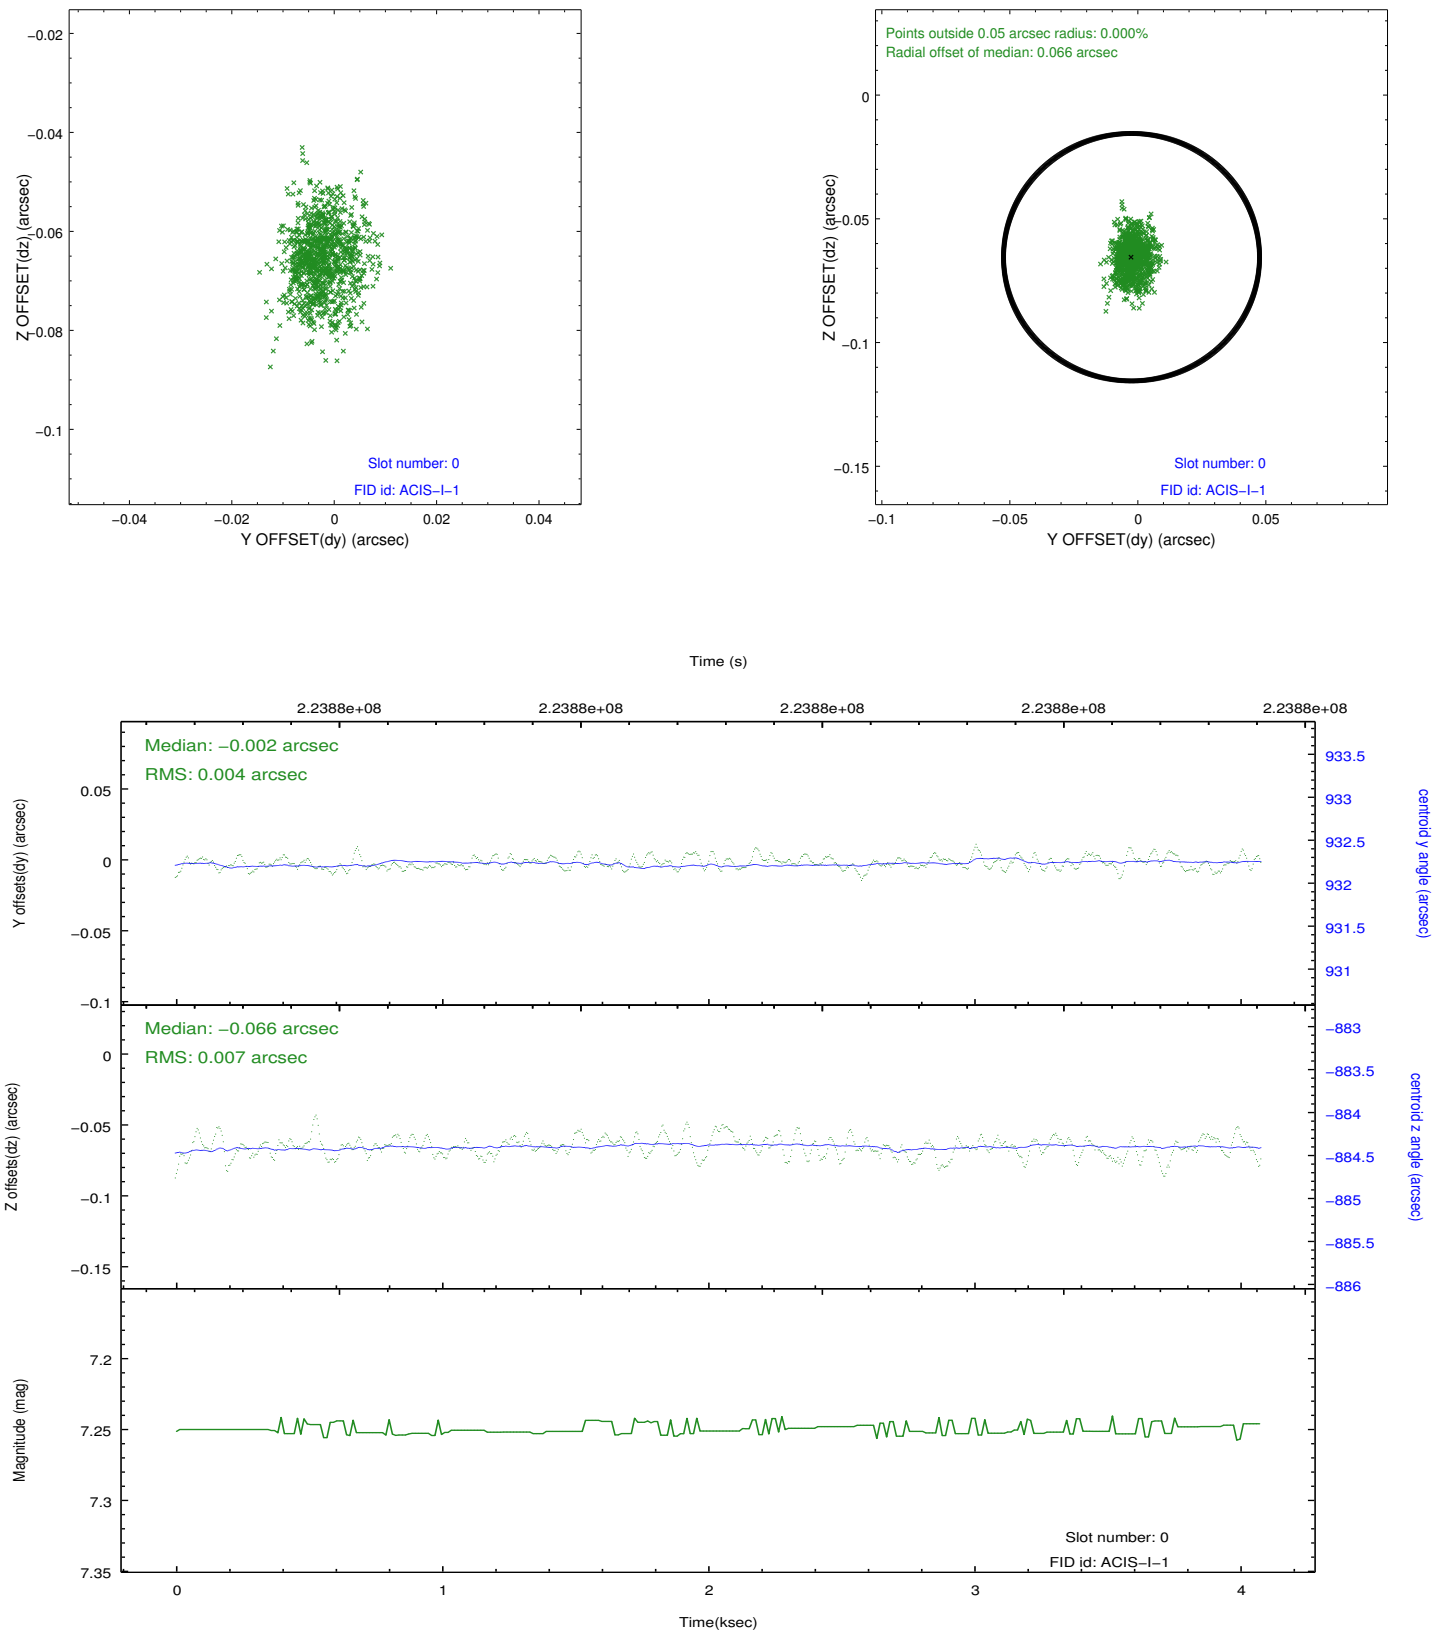 −0.02
−0.04
−0.06
−0.08
−0.1
Z OFFSET(dz) (arcsec)
Slot number: 0
FID id: ACIS−I−1
−0.04
−0.02
0
0.02
0.04
Y OFFSET(dy) (arcsec)
Points outside 0.05 arcsec radius: 0.000%
Radial offset of median: 0.066 arcsec
0
−0.05
−0.1
−0.15
Z OFFSET(dz) (arcsec)
Slot number: 0
FID id: ACIS−I−1
−0.1
−0.05
0
0.05
Y OFFSET(dy) (arcsec)
Time (s)
2.2388e+08
2.2388e+08
2.2388e+08
2.2388e+08
2.2388e+08
Median: −0.002 arcsec
RMS: 0.004 arcsec
0.05
0
−0.05
−0.1
Y offsets(dy) (arcsec)
933.5
933
932.5
932
931.5
931
centroid y angle (arcsec)
Median: −0.066 arcsec
RMS: 0.007 arcsec
0
−0.05
−0.1
−0.15
Z offsets(dz) (arcsec)
−883
−883.5
−884
−884.5
−885
−885.5
−886
centroid z angle (arcsec)
7.2
7.25
7.3
7.35
Magnitude (mag)
Slot number: 0
FID id: ACIS−I−1
0
1
2
3
4
Time(ksec)